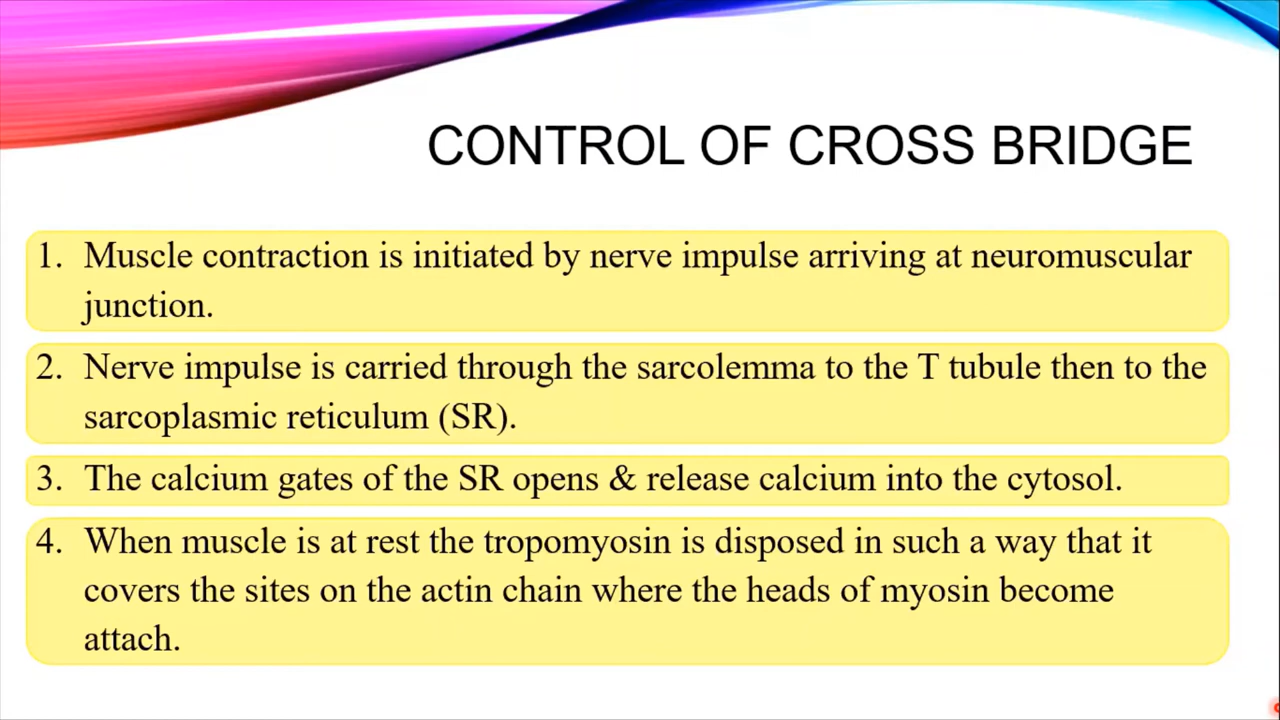 CONTROL OF CROSS BRIDGE
1. Muscle contraction is initiated by nerve impulse arriving at neuromuscular
junction.
2. Nerve impulse is carried through the sarcolemma to the T tubule then to the
sarcoplasmic reticulum (SR).
3. The calcium gates of the SR opens & release calcium into the cytosol.
4. When muscle is at rest the tropomyosin is disposed in such a way that it
covers the sites on the actin chain where the heads of myosin become
attach.